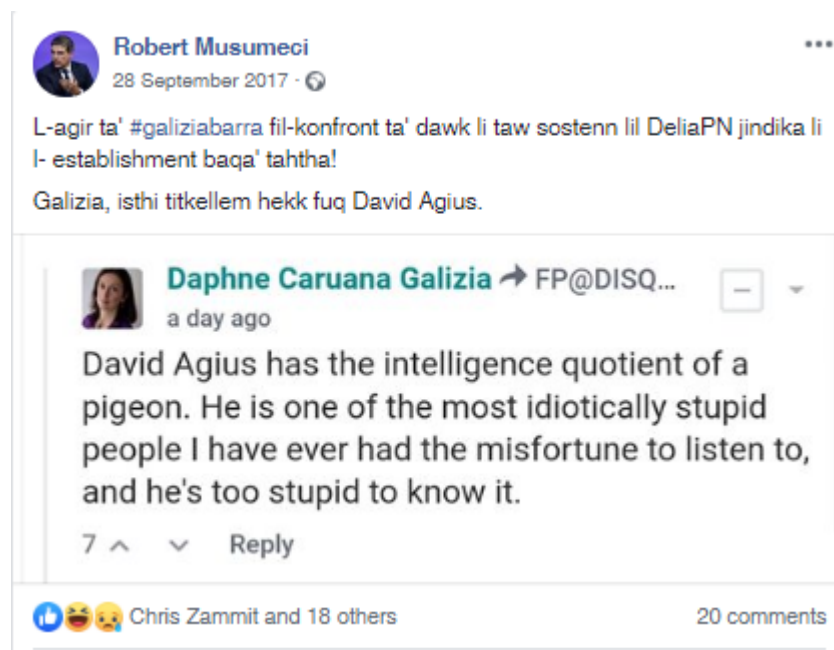 Robert Musumeci
28 September 2017 ·
L-agir ta' #galiziabarra fil-konfront ta' dawk li taw sostenn lil DeliaPN jindika li
l- establishment baqa' tahtha!
Galizia, isthi titkellem hekk fuq David Agius.
Daphne Caruana Galizia FP@DISQ...
a day ago
David Agius has the intelligence quotient of a
pigeon. He is one of the most idiotically stupid
people I have ever had the misfortune to listen to,
and he's too stupid to know it.
7 Reply
Chris Zammit and 18 others 20 comments